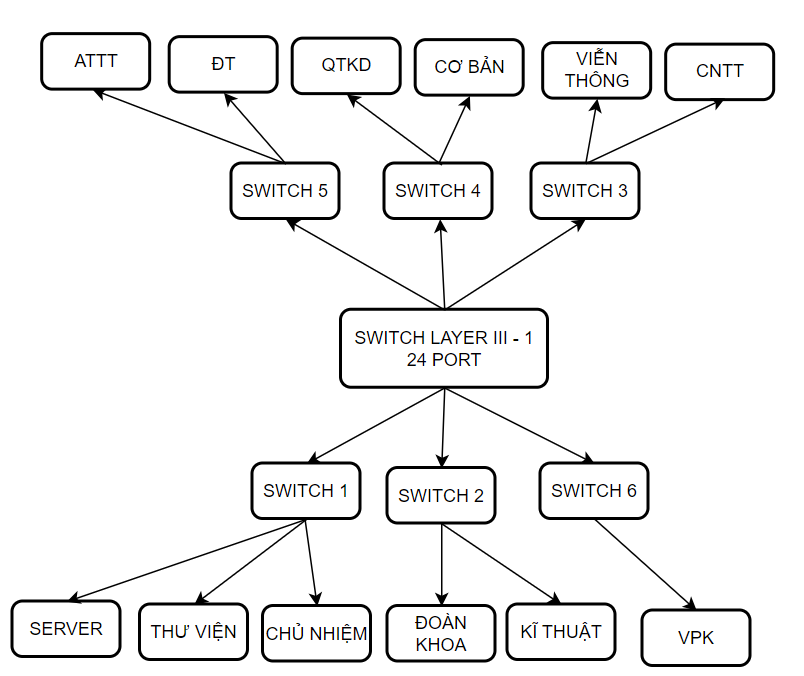 ATTT
ĐT
QTKD
CƠ BẢN
VIỄN
THÔNG
CNTT
SWITCH 5
SWITCH 4
SWITCH 3
SWITCH LAYER III - 1
24 PORT
SWITCH 1
SWITCH 2
SWITCH 6
SERVER
THƯ VIỆN
CHỦ NHIỆM
ĐOÀN
KHOA
KĨ THUẬT
VPK